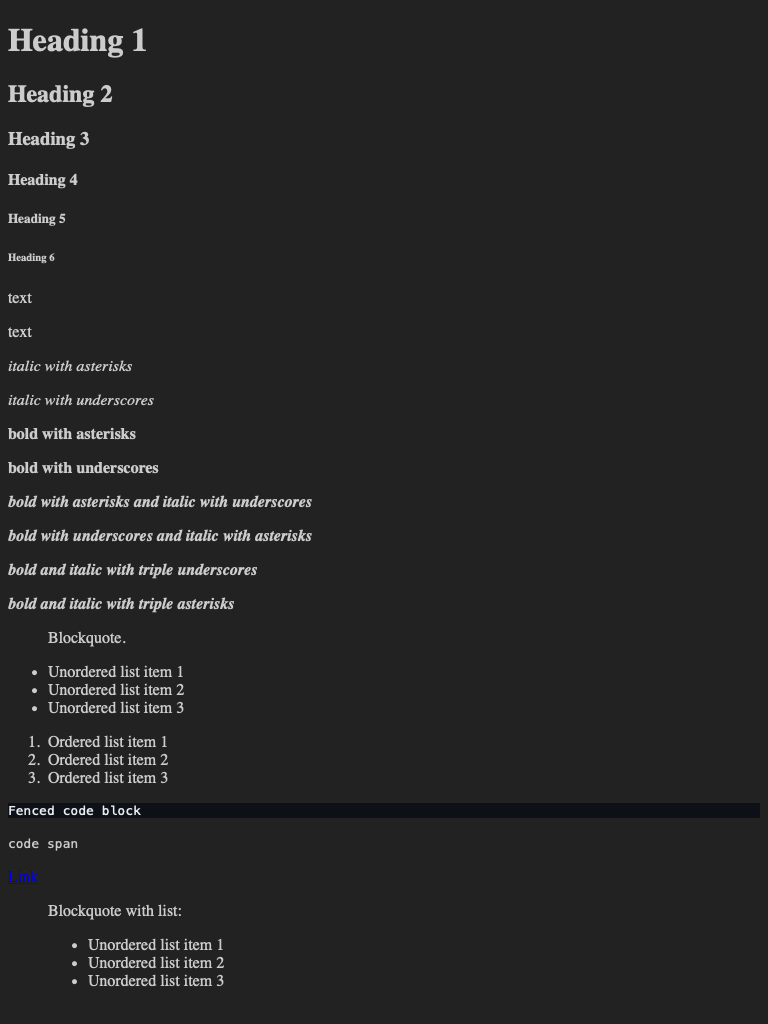 Heading 1
Heading 2
Heading 3
Heading 4
Heading 5
Heading 6
text
text
italic with asterisks
italic with underscores
bold with asterisks
bold with underscores
bold with asterisks and italic with underscores
bold with underscores and italic with asterisks
bold and italic with triple underscores
bold and italic with triple asterisks
Blockquote.
• Unordered list item 1
• Unordered list item 2
• Unordered list item 3
1. Ordered list item 1
2. Ordered list item 2
3. Ordered list item 3
Fenced code block
code span
Link
Blockquote with list:
• Unordered list item 1
• Unordered list item 2
• Unordered list item 3